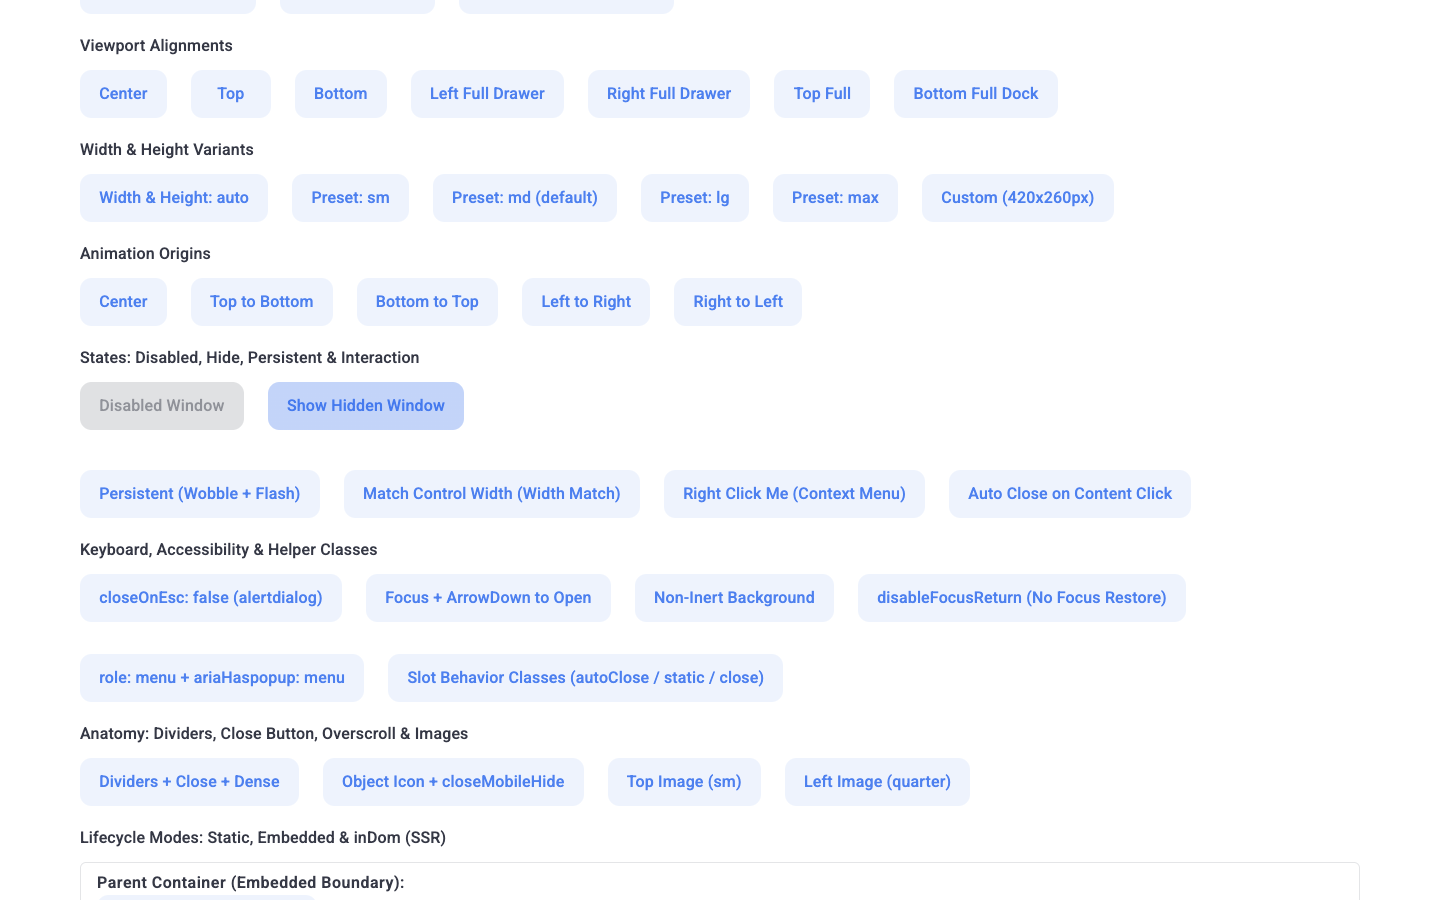 Viewport Alignments
Center Top Bottom Left Full Drawer Right Full Drawer Top Full Bottom Full Dock
Width & Height Variants
Width & Height: auto Preset: sm Preset: md (default) Preset: lg Preset: max Custom (420x260px)
Animation Origins
Center Top to Bottom Bottom to Top Left to Right Right to Left
States: Disabled, Hide, Persistent & Interaction
Disabled Window Show Hidden Window
Persistent (Wobble + Flash) Match Control Width (Width Match) Right Click Me (Context Menu) Auto Close on Content Click
Keyboard, Accessibility & Helper Classes
closeOnEsc: false (alertdialog) Focus + ArrowDown to Open Non-Inert Background disableFocusReturn (No Focus Restore)
role: menu + ariaHaspopup: menu Slot Behavior Classes (autoClose / static / close)
Anatomy: Dividers, Close Button, Overscroll & Images
Dividers + Close + Dense Object Icon + closeMobileHide Top Image (sm) Left Image (quarter)
Lifecycle Modes: Static, Embedded & inDom (SSR)
Parent Container (Embedded Boundary):